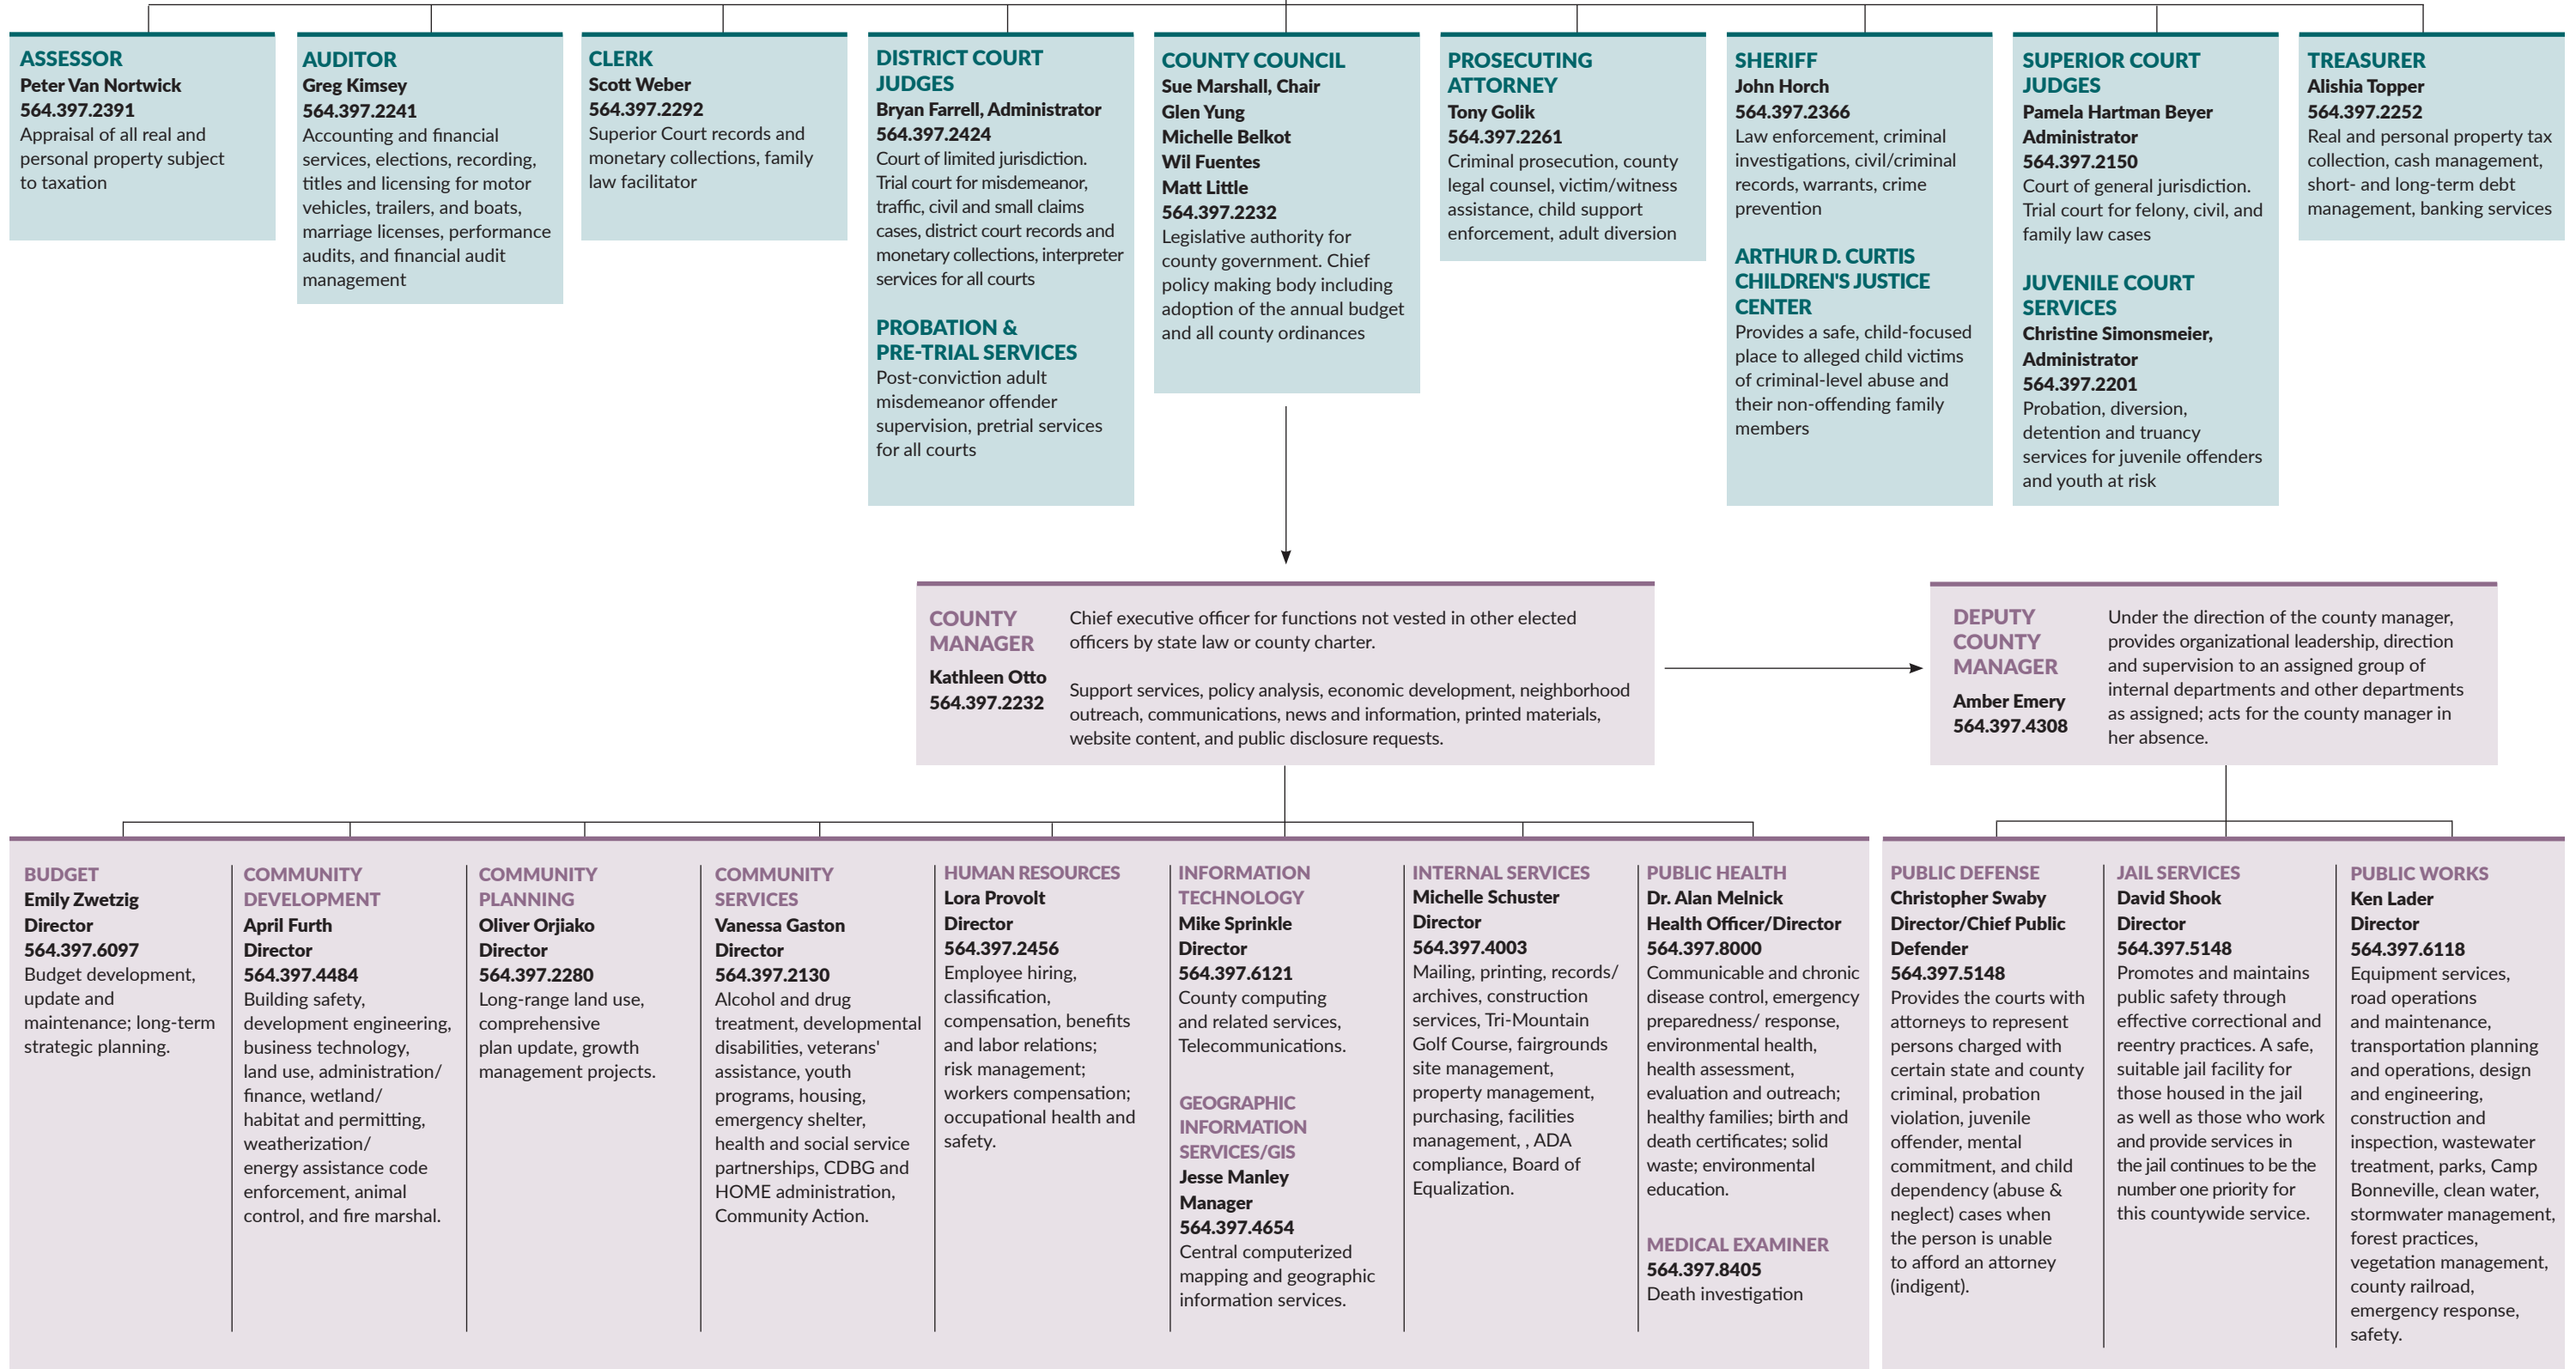 ASSESSOR
Peter Van Nortwick
564.397.2391
Appraisal of all real and
personal property subject
to taxation
AUDITOR
Greg Kimsey
564.397.2241
Accounting and financial
services, elections, recording,
titles and licensing for motor
vehicles, trailers, and boats,
marriage licenses, performance
audits, and financial audit
management
CLERK
Scott Weber
564.397.2292
Superior Court records and
monetary collections, family
law facilitator
DISTRICT COURT
JUDGES
Bryan Farrell, Administrator
564.397.2424
Court of limited jurisdiction.
Trial court for misdemeanor,
traffic, civil and small claims
cases, district court records and
monetary collections, interpreter
services for all courts
PROBATION &
PRE-TRIAL SERVICES
Post-conviction adult
misdemeanor offender
supervision, pretrial services
for all courts
COUNTY COUNCIL
Sue Marshall, Chair
Glen Yung
Michelle Belkot
Wil Fuentes
Matt Little
564.397.2232
Legislative authority for
county government. Chief
policy making body including
adoption of the annual budget
and all county ordinances
PROSECUTING
ATTORNEY
Tony Golik
564.397.2261
Criminal prosecution, county
legal counsel, victim/witness
assistance, child support
enforcement, adult diversion
SHERIFF
John Horch
564.397.2366
Law enforcement, criminal
investigations, civil/criminal
records, warrants, crime
prevention
ARTHUR D. CURTIS
CHILDREN'S JUSTICE
CENTER
Provides a safe, child-focused
place to alleged child victims
of criminal-level abuse and
their non-offending family
members
SUPERIOR COURT
JUDGES
Pamela Hartman Beyer
Administrator
564.397.2150
Court of general jurisdiction.
Trial court for felony, civil, and
family law cases
JUVENILE COURT
SERVICES
Christine Simonsmeier,
Administrator
564.397.2201
Probation, diversion,
detention and truancy
services for juvenile offenders
and youth at risk
TREASURER
Alishia Topper
564.397.2252
Real and personal property tax
collection, cash management,
short- and long-term debt
management, banking services
COUNTY
MANAGER
Kathleen Otto
564.397.2232
Chief executive officer for functions not vested in other elected
officers by state law or county charter.
Support services, policy analysis, economic development, neighborhood
outreach, communications, news and information, printed materials,
website content, and public disclosure requests.
DEPUTY
COUNTY
MANAGER
Amber Emery
564.397.4308
Under the direction of the county manager,
provides organizational leadership, direction
and supervision to an assigned group of
internal departments and other departments
as assigned; acts for the county manager in
her absence.
BUDGET
Emily Zwetzig
Director
564.397.6097
Budget development,
update and
maintenance; long-term
strategic planning.
COMMUNITY
DEVELOPMENT
April Furth
Director
564.397.4484
Building safety,
development engineering,
business technology,
land use, administration/
finance, wetland/
habitat and permitting,
weatherization/
energy assistance code
enforcement, animal
control, and fire marshal.
COMMUNITY
PLANNING
Oliver Orjiako
Director
564.397.2280
Long-range land use,
comprehensive
plan update, growth
management projects.
COMMUNITY
SERVICES
Vanessa Gaston
Director
564.397.2130
Alcohol and drug
treatment, developmental
disabilities, veterans'
assistance, youth
programs, housing,
emergency shelter,
health and social service
partnerships, CDBG and
HOME administration,
Community Action.
HUMAN RESOURCES
Lora Provolt
Director
564.397.2456
Employee hiring,
classification,
compensation, benefits
and labor relations;
risk management;
workers compensation;
occupational health and
safety.
INFORMATION
TECHNOLOGY
Mike Sprinkle
Director
564.397.6121
County computing
and related services,
Telecommunications.
GEOGRAPHIC
INFORMATION
SERVICES/GIS
Jesse Manley
Manager
564.397.4654
Central computerized
mapping and geographic
information services.
INTERNAL SERVICES
Michelle Schuster
Director
564.397.4003
Mailing, printing, records/
archives, construction
services, Tri-Mountain
Golf Course, fairgrounds
site management,
property management,
purchasing, facilities
management, , ADA
compliance, Board of
Equalization.
PUBLIC HEALTH
Dr. Alan Melnick
Health Officer/Director
564.397.8000
Communicable and chronic
disease control, emergency
preparedness/ response,
environmental health,
health assessment,
evaluation and outreach;
healthy families; birth and
death certificates; solid
waste; environmental
education.
MEDICAL EXAMINER
564.397.8405
Death investigation
PUBLIC DEFENSE
Christopher Swaby
Director/Chief Public
Defender
564.397.5148
Provides the courts with
attorneys to represent
persons charged with
certain state and county
criminal, probation
violation, juvenile
offender, mental
commitment, and child
dependency (abuse &
neglect) cases when
the person is unable
to afford an attorney
(indigent).
JAIL SERVICES
David Shook
Director
564.397.5148
Promotes and maintains
public safety through
effective correctional and
reentry practices. A safe,
suitable jail facility for
those housed in the jail
as well as those who work
and provide services in
the jail continues to be the
number one priority for
this countywide service.
PUBLIC WORKS
Ken Lader
Director
564.397.6118
Equipment services,
road operations
and maintenance,
transportation planning
and operations, design
and engineering,
construction and
inspection, wastewater
treatment, parks, Camp
Bonneville, clean water,
stormwater management,
forest practices,
vegetation management,
county railroad,
emergency response,
safety.